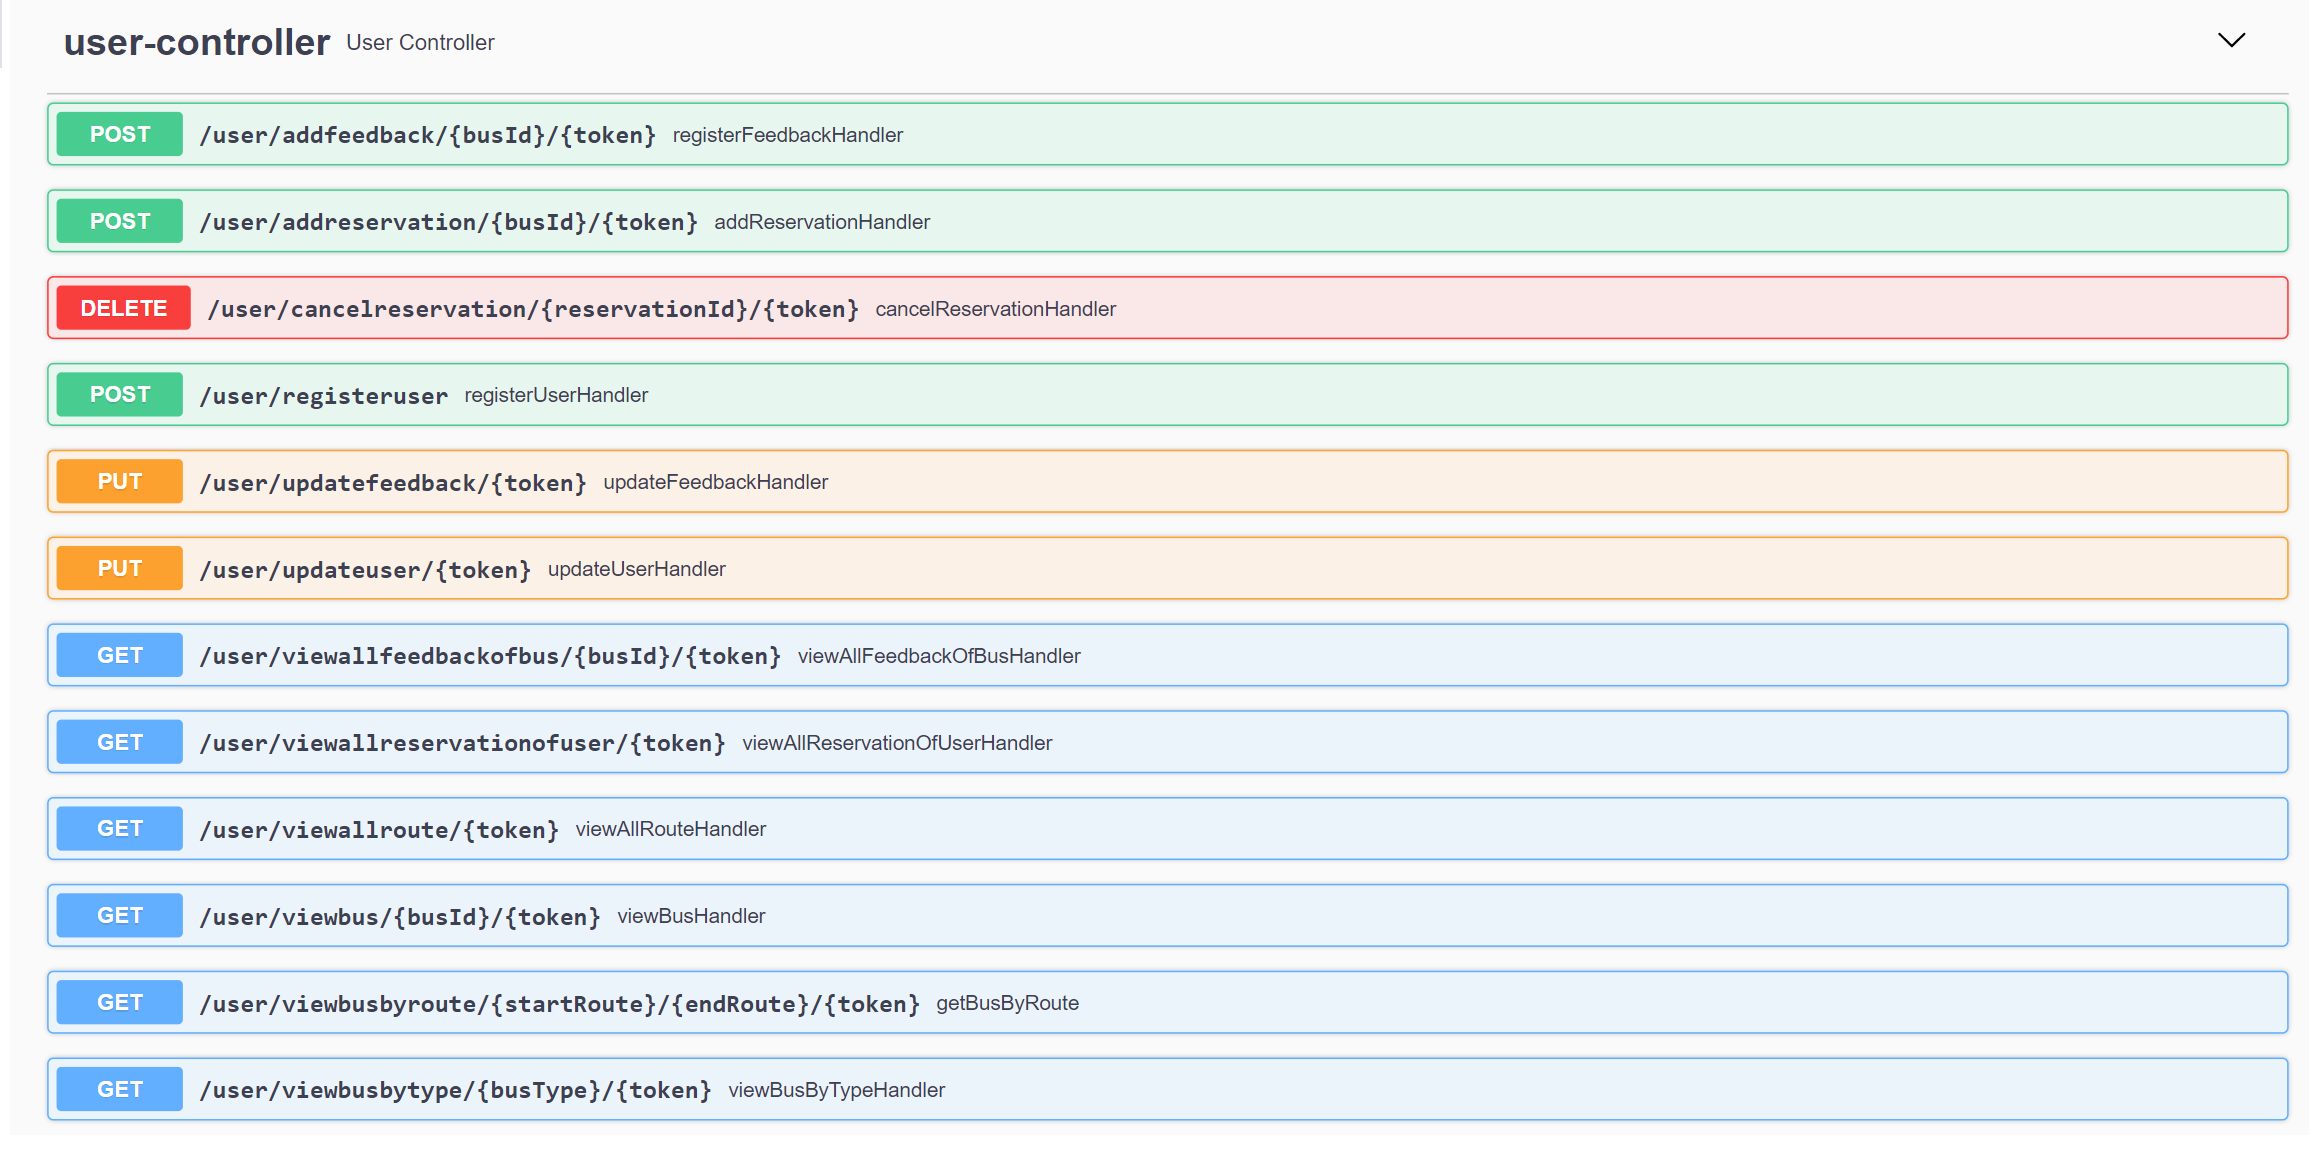 user-controller User Controller
POST /user/addfeedback/{busId}/{token} registerFeedbackHandler
POST /user/addreservation/{busId}/{token} addReservationHandler
DELETE /user/cancelreservation/{reservationId}/{token} cancelReservationHandler
POST /user/registeruser registerUserHandler
PUT /user/updatefeedback/{token} updateFeedbackHandler
PUT /user/updateuser/{token} updateUserHandler
GET /user/viewallfeedbackofbus/{busId}/{token} viewAllFeedbackOfBusHandler
GET /user/viewallreservationofuser/{token} viewAllReservationOfUserHandler
GET /user/viewallroute/{token} viewAllRouteHandler
GET /user/viewbus/{busId}/{token} viewBusHandler
GET /user/viewbusbyroute/{startRoute}/{endRoute}/{token} getBusByRoute
GET /user/viewbusbytype/{busType}/{token} viewBusByTypeHandler